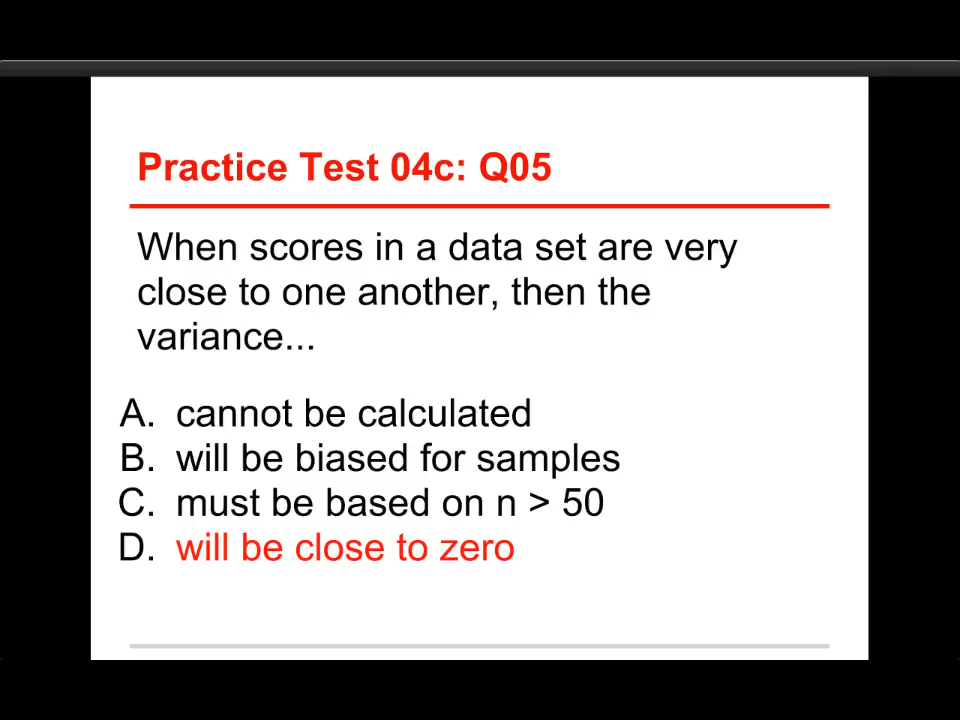 Practice Test 04c: Q05
When scores in a data set are very
close to one another, then the
variance...
A. cannot be calculated
B. will be biased for samples
C. must be based on n > 50
D. will be close to zero